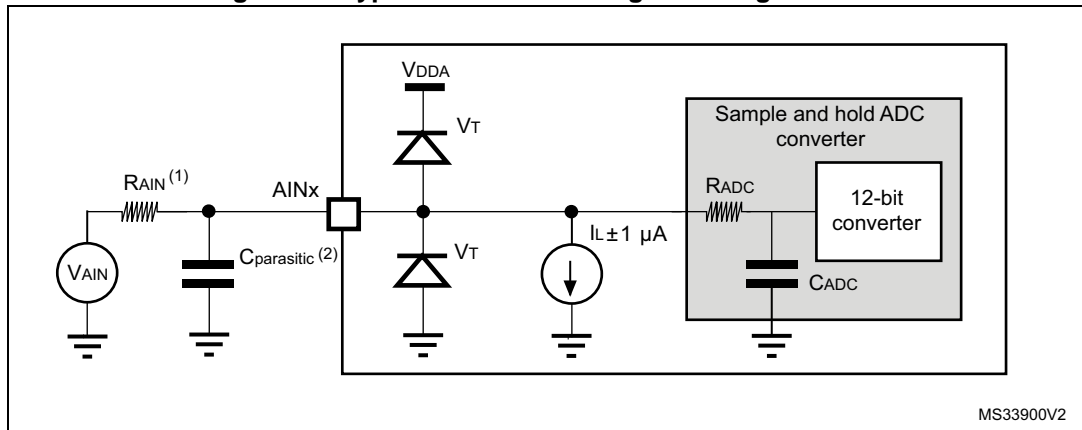 VDDA
VT
Sample and hold ADC
converter
RAIN (1)
AINx
RADC
12-bit
converter
IL±1 µA
VAIN
Cparasitic (2)
VT
CADC
MS33900V2